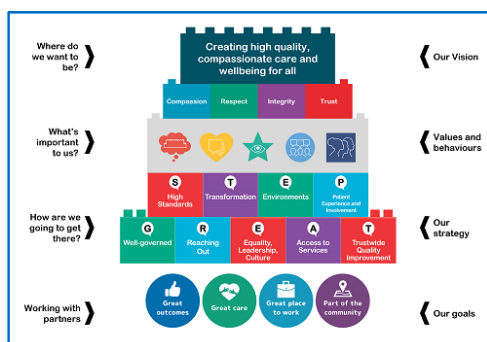 Where do
we want to
be?
Creating high quality,
compassionate care and
wellbeing for all
Our Vision
Compassion
Respect
Integrity
Trust
What's
important
to us?
Values and
behaviours
S
T
E
P
High
Standards
Transformation
Environments
Patient
Experience and
Involvement
How are we
going to get
there?
G
R
E
A
T
Well-governed
Reaching
Out
Equality,
Leadership,
Culture
Access to
Services
Trustwide
Quality
Improvement
Our
strategy
Working with
partners
Great
outcomes
Great care
Great place
to work
Part of the
community
Our goals